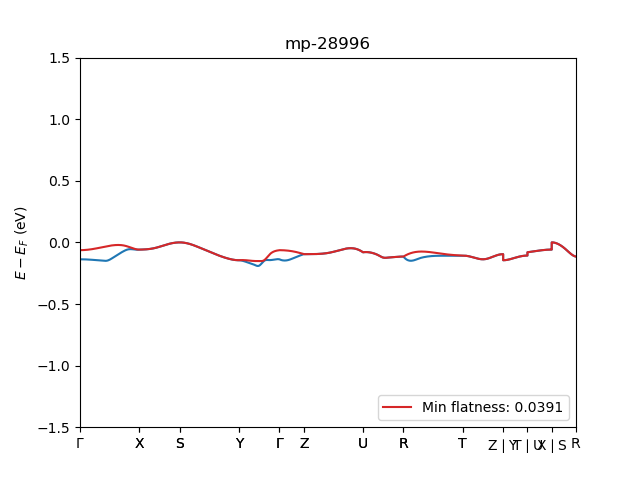 mp-28996
E − E_F (eV)
1.5
1.0
0.5
0.0
−0.5
−1.0
−1.5
Min flatness: 0.0391
Γ X S Y Γ Z U R T Z | Y T | U X | S R